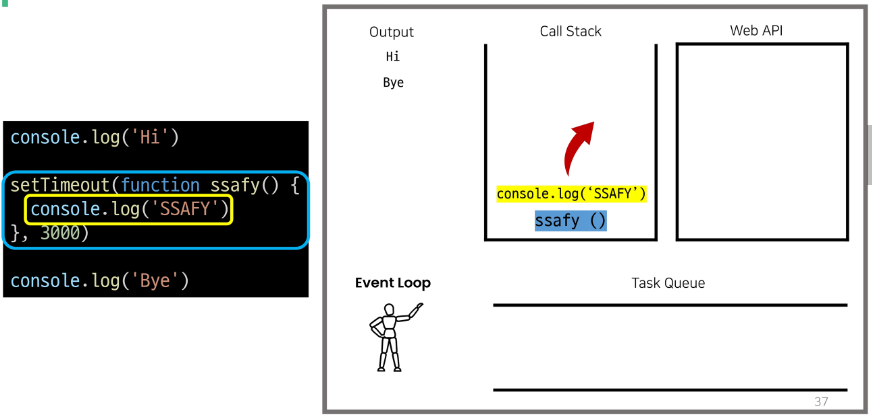 console.log('Hi')
setTimeout(function ssafy() {
console.log('SSAFY')
}, 3000)
console.log('Bye')
Output
Hi
Bye
Call Stack
console.log(‘SSAFY’)
ssafy ()
Web API
Event Loop
Task Queue
37